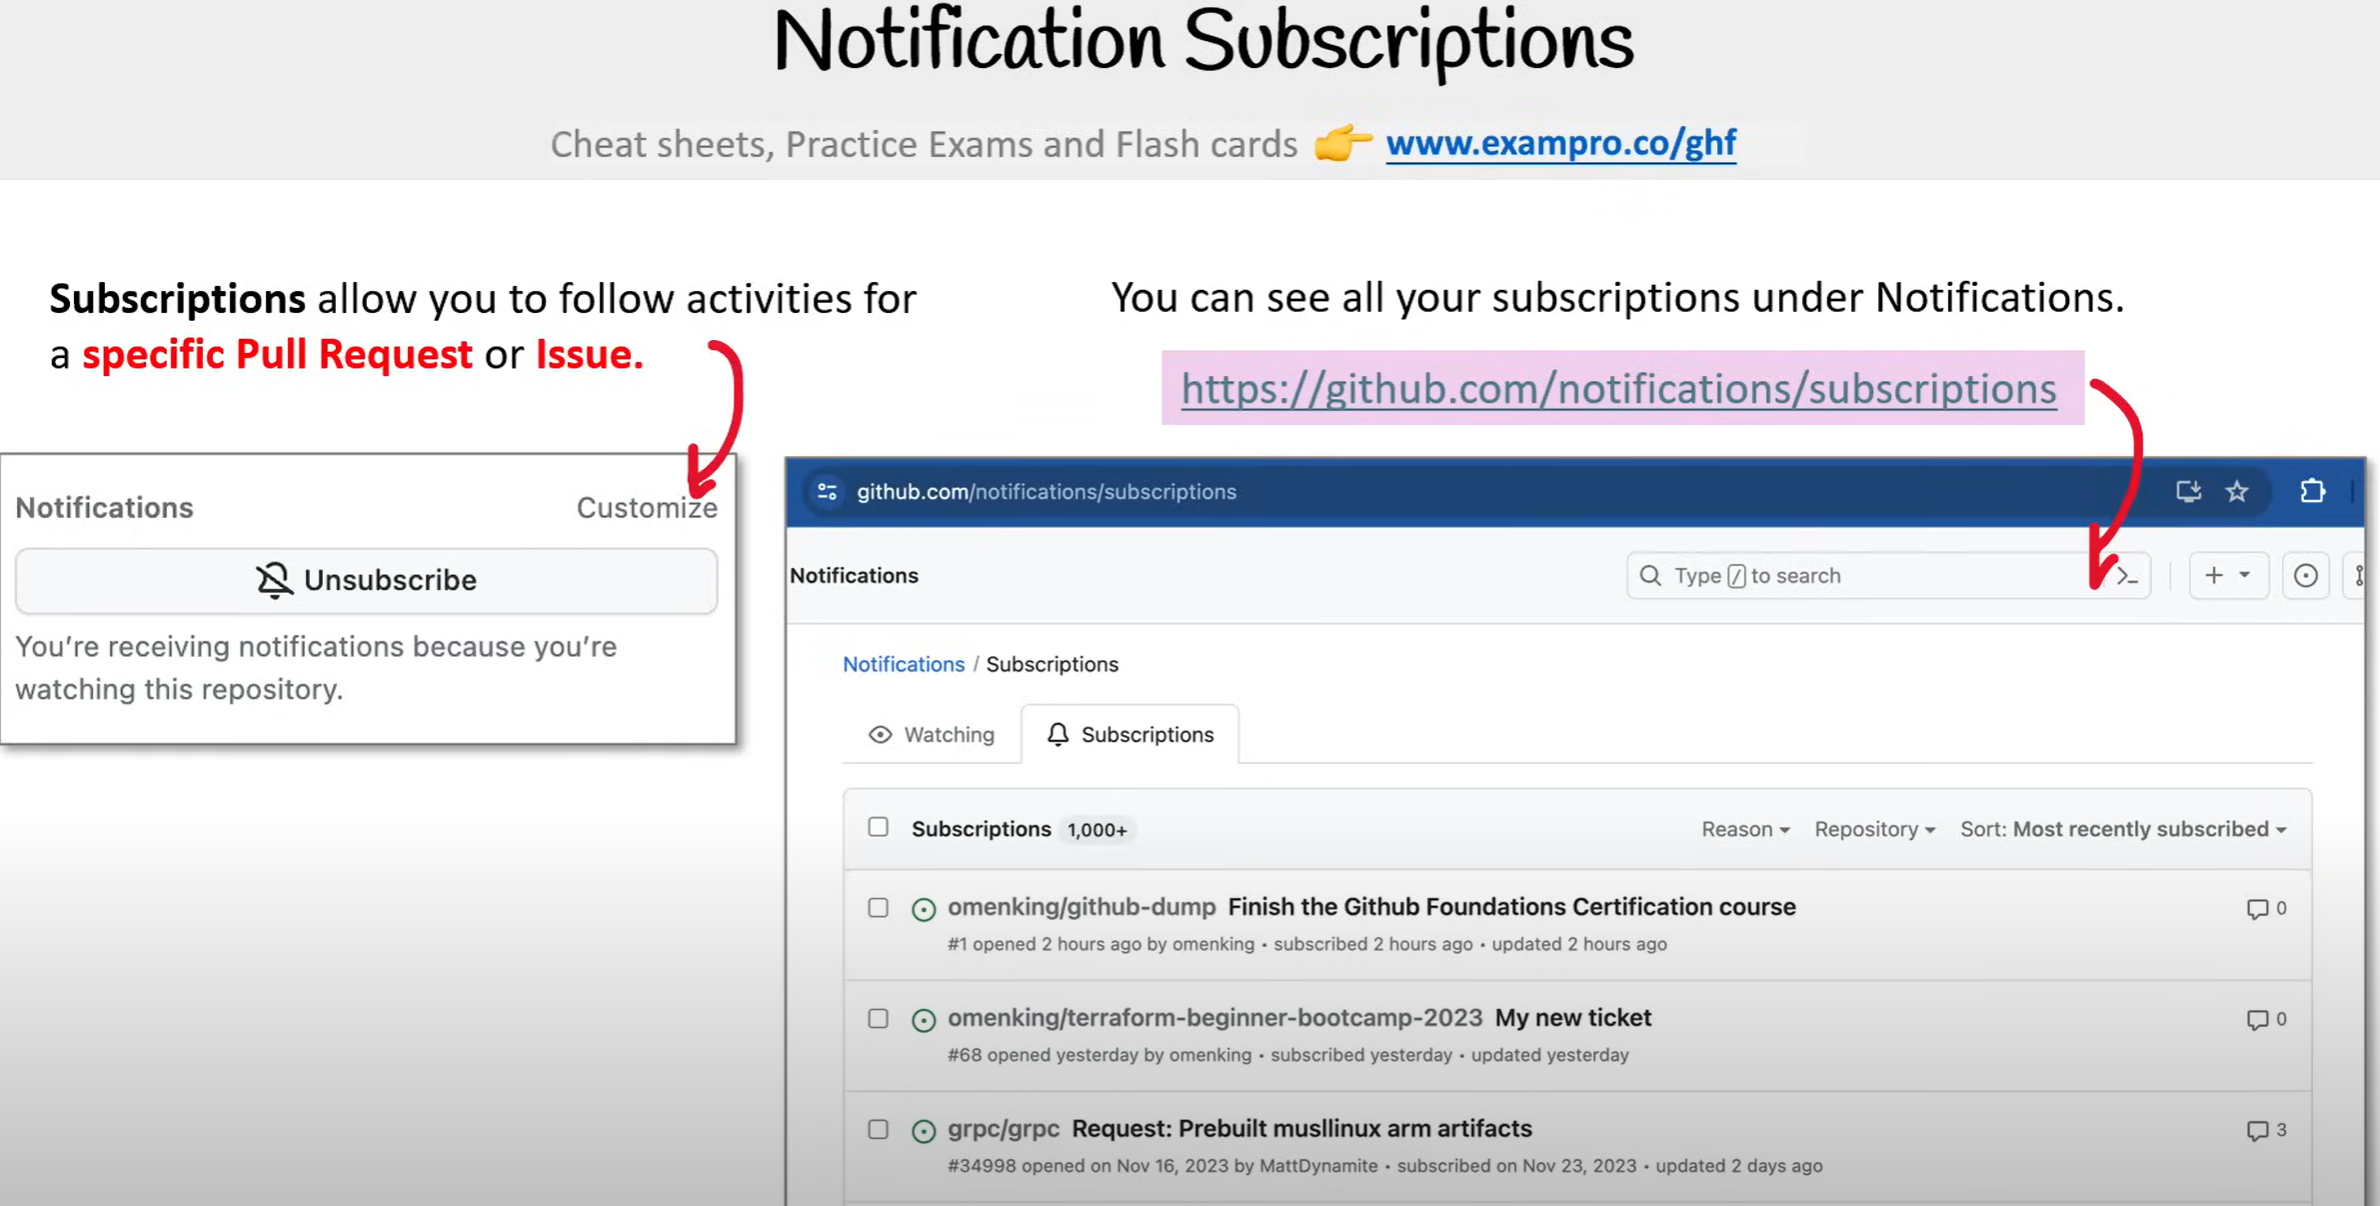 Notification Subscriptions
Cheat sheets, Practice Exams and Flash cards 👉 www.exampro.co/ghf
Subscriptions allow you to follow activities for
a specific Pull Request or Issue.
Notifications Customize
Unsubscribe
You're receiving notifications because you're
watching this repository.
You can see all your subscriptions under Notifications.
https://github.com/notifications/subscriptions
github.com/notifications/subscriptions
Notifications Type / to search
Notifications / Subscriptions
Watching Subscriptions
Subscriptions 1,000+ Reason Repository Sort: Most recently subscribed
omenking/github-dump Finish the Github Foundations Certification course 0
#1 opened 2 hours ago by omenking • subscribed 2 hours ago • updated 2 hours ago
omenking/terraform-beginner-bootcamp-2023 My new ticket 0
#68 opened yesterday by omenking • subscribed yesterday • updated yesterday
grpc/grpc Request: Prebuilt musllinux arm artifacts 3
#34998 opened on Nov 16, 2023 by MattDynamite • subscribed on Nov 23, 2023 • updated 2 days ago